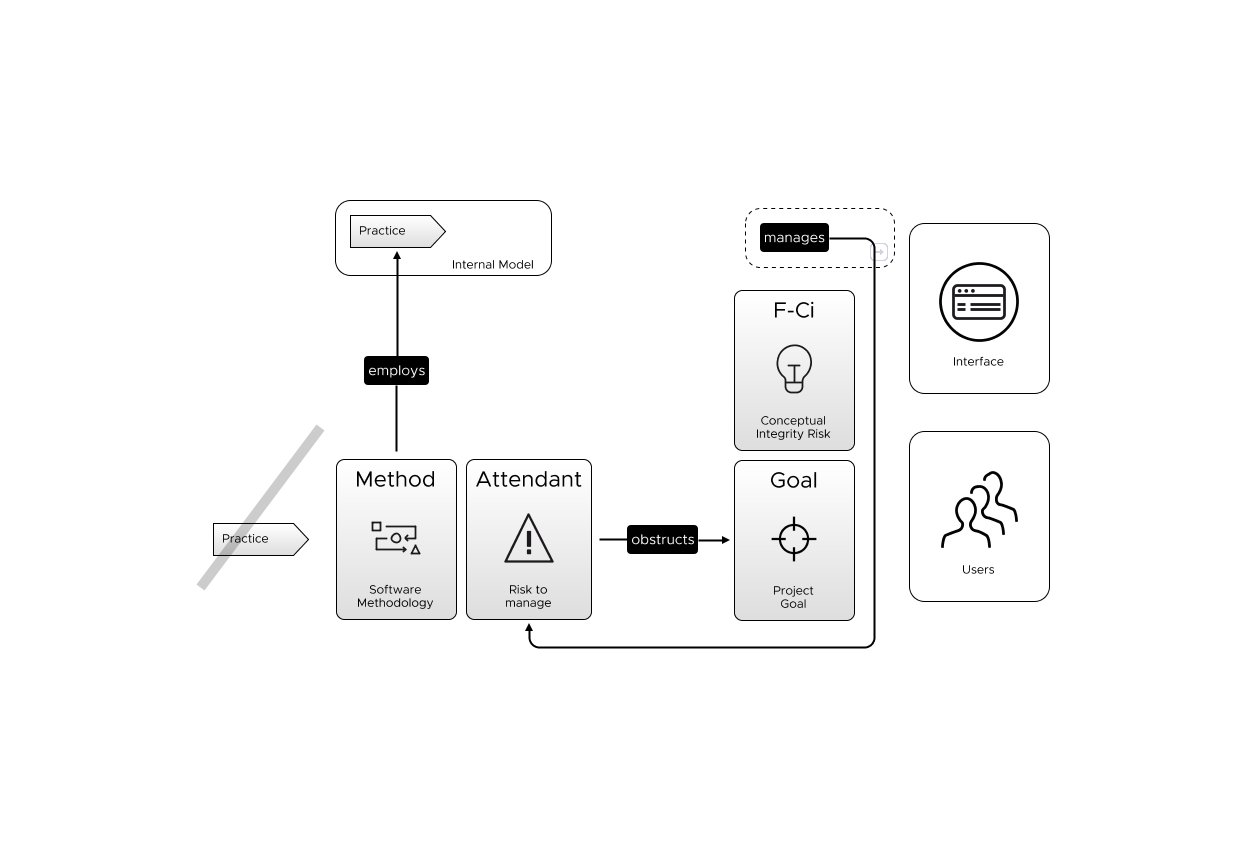 Practice
Internal Model
manages
F-Ci
Conceptual
Integrity Risk
Interface
employs
Practice
Method
Software
Methodology
Attendant
Risk to
manage
obstructs
Goal
Project
Goal
Users